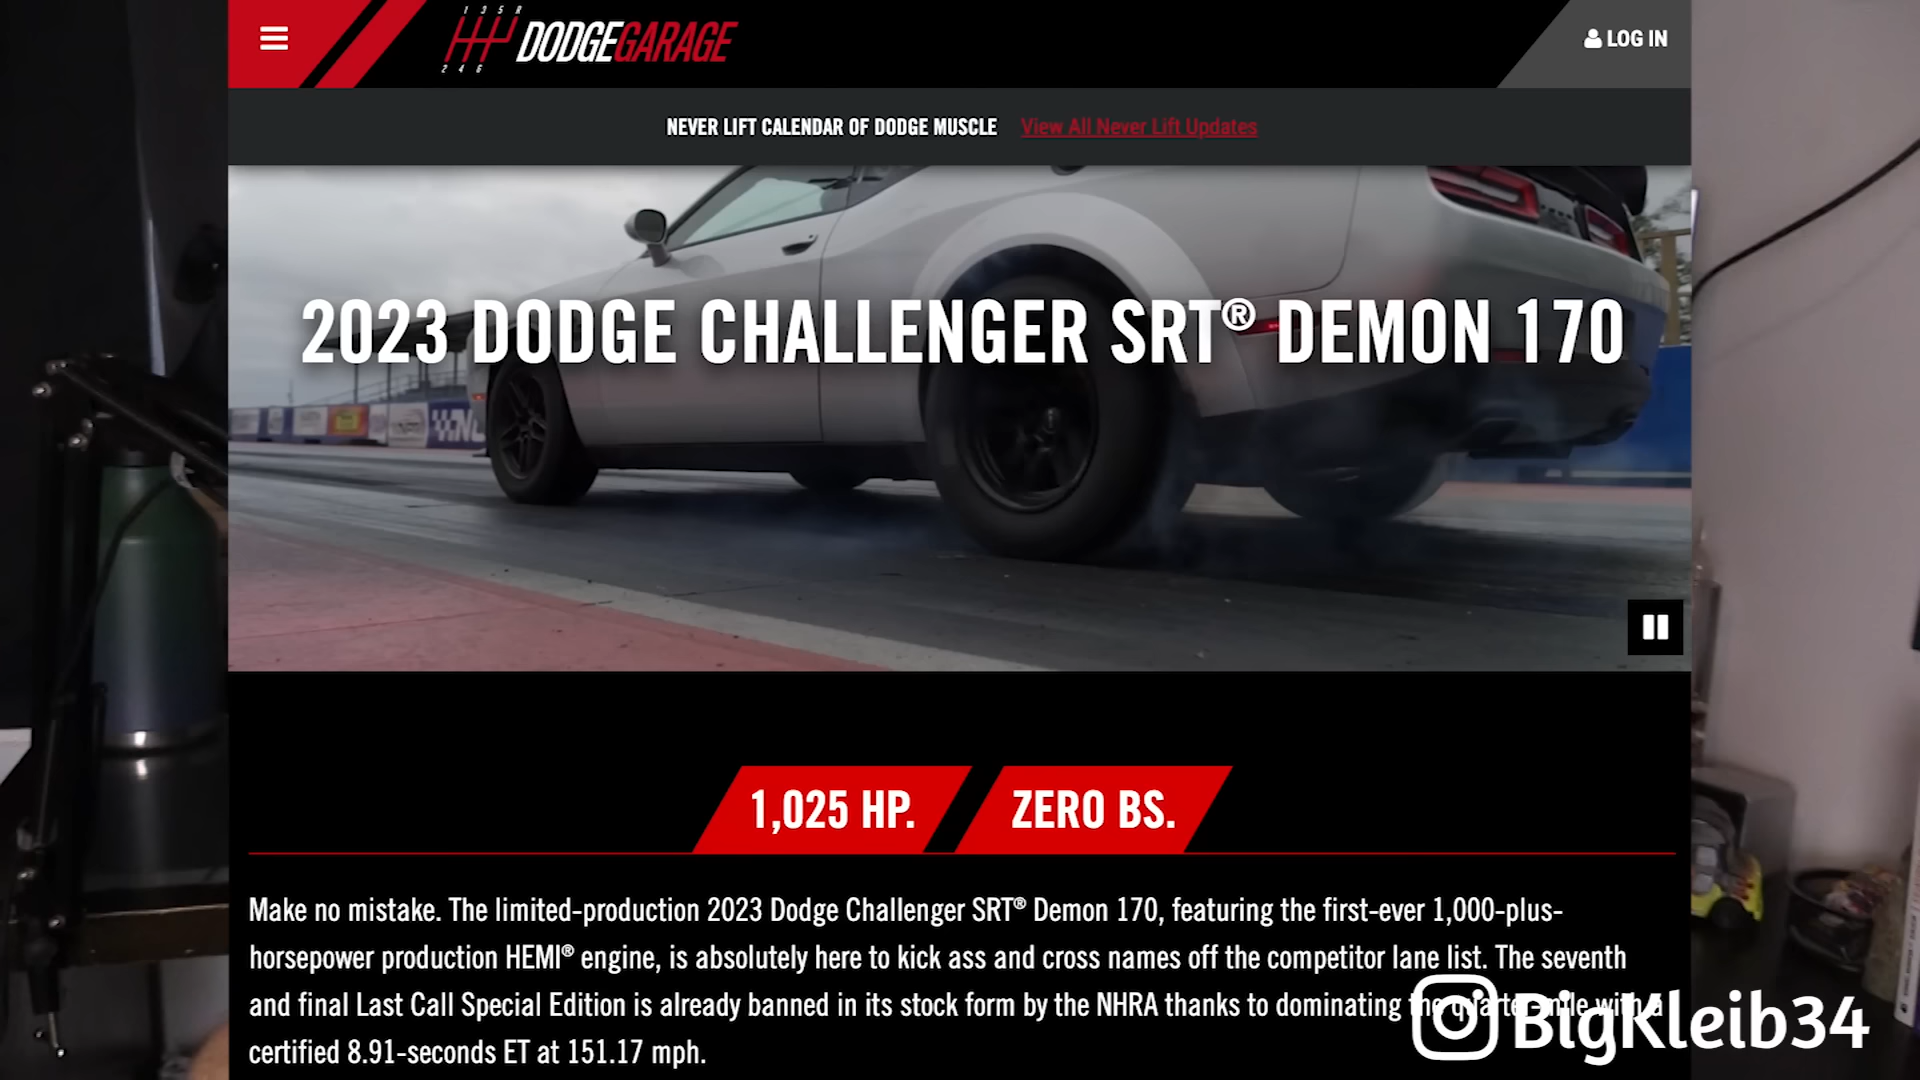 1 3 5 R
2 4 6
DODGEGARAGE
LOG IN
NEVER LIFT CALENDAR OF DODGE MUSCLE View All Never Lift Updates
2023 DODGE CHALLENGER SRT® DEMON 170
1,025 HP. ZERO BS.
Make no mistake. The limited-production 2023 Dodge Challenger SRT® Demon 170, featuring the first-ever 1,000-plus-
horsepower production HEMI® engine, is absolutely here to kick ass and cross names off the competitor lane list. The seventh
and final Last Call Special Edition is already banned in its stock form by the NHRA thanks to dominating the quarter-mile with a
certified 8.91-seconds ET at 151.17 mph.
BigKleib34